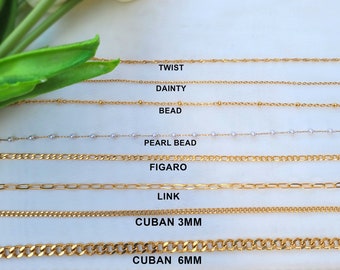 TWIST
DAINTY
BEAD
PEARL BEAD
FIGARO
LINK
CUBAN 3MM
CUBAN 6MM